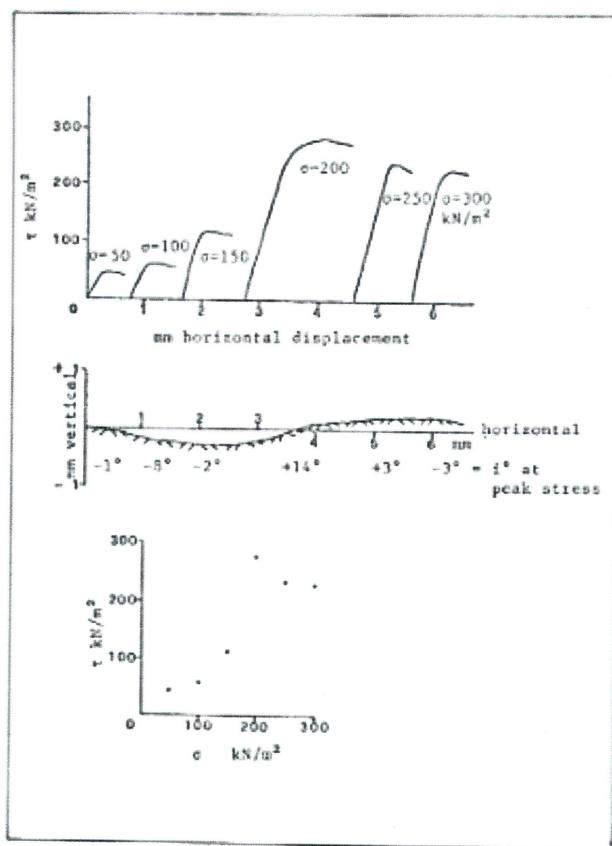 300
200
100
0
τ kN/m²
σ=50
σ=100
σ=150
σ=200
σ=250
σ=300
kN/m²
1 2 3 4 5 6
mm horizontal displacement
+1
-1
mm vertical
1 2 3 4 5 6
horizontal
mm
-1° -8° -2° +14° +3° -3° = i° at
peak stress
300
200
100
0
τ kN/m²
100 200 300
σ kN/m²